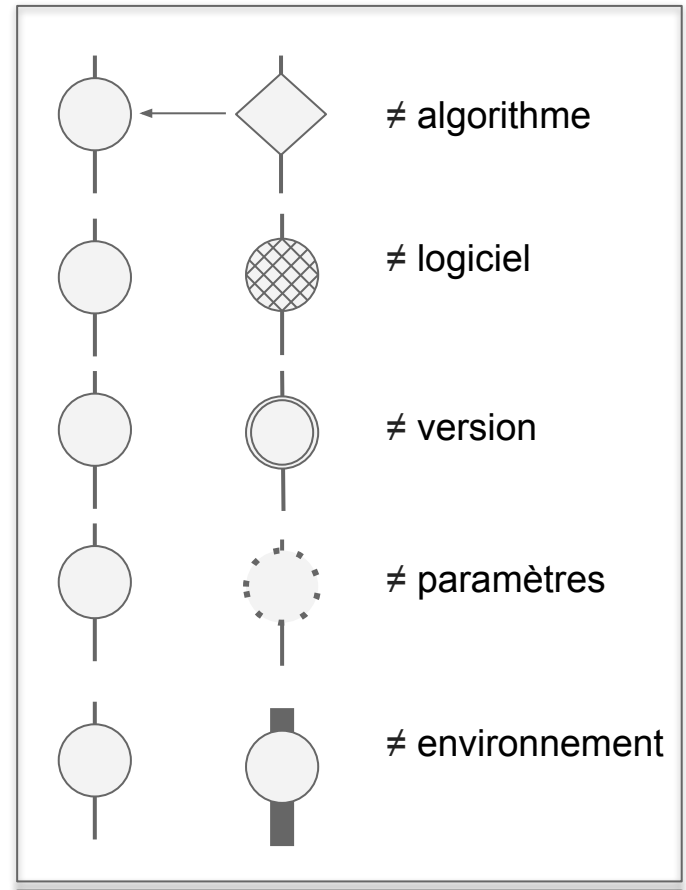 ≠ algorithme
≠ logiciel
≠ version
≠ paramètres
≠ environnement